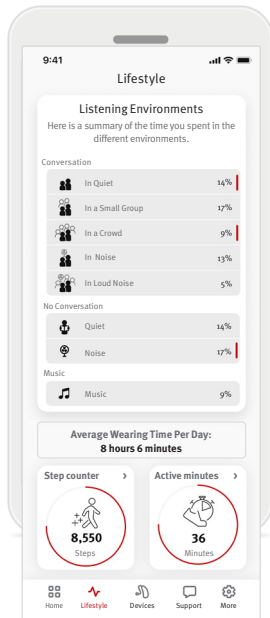 9:41
Lifestyle
Listening Environments
Here is a summary of the time you spent in the
different environments.
Conversation
In Quiet 14%
In a Small Group 17%
In a Crowd 9%
In Noise 13%
In Loud Noise 5%
No Conversation
Quiet 14%
Noise 17%
Music
Music 9%
Average Wearing Time Per Day:
8 hours 6 minutes
Step counter >
8,550
Steps
Active minutes >
36
Minutes
Home Lifestyle Devices Support More